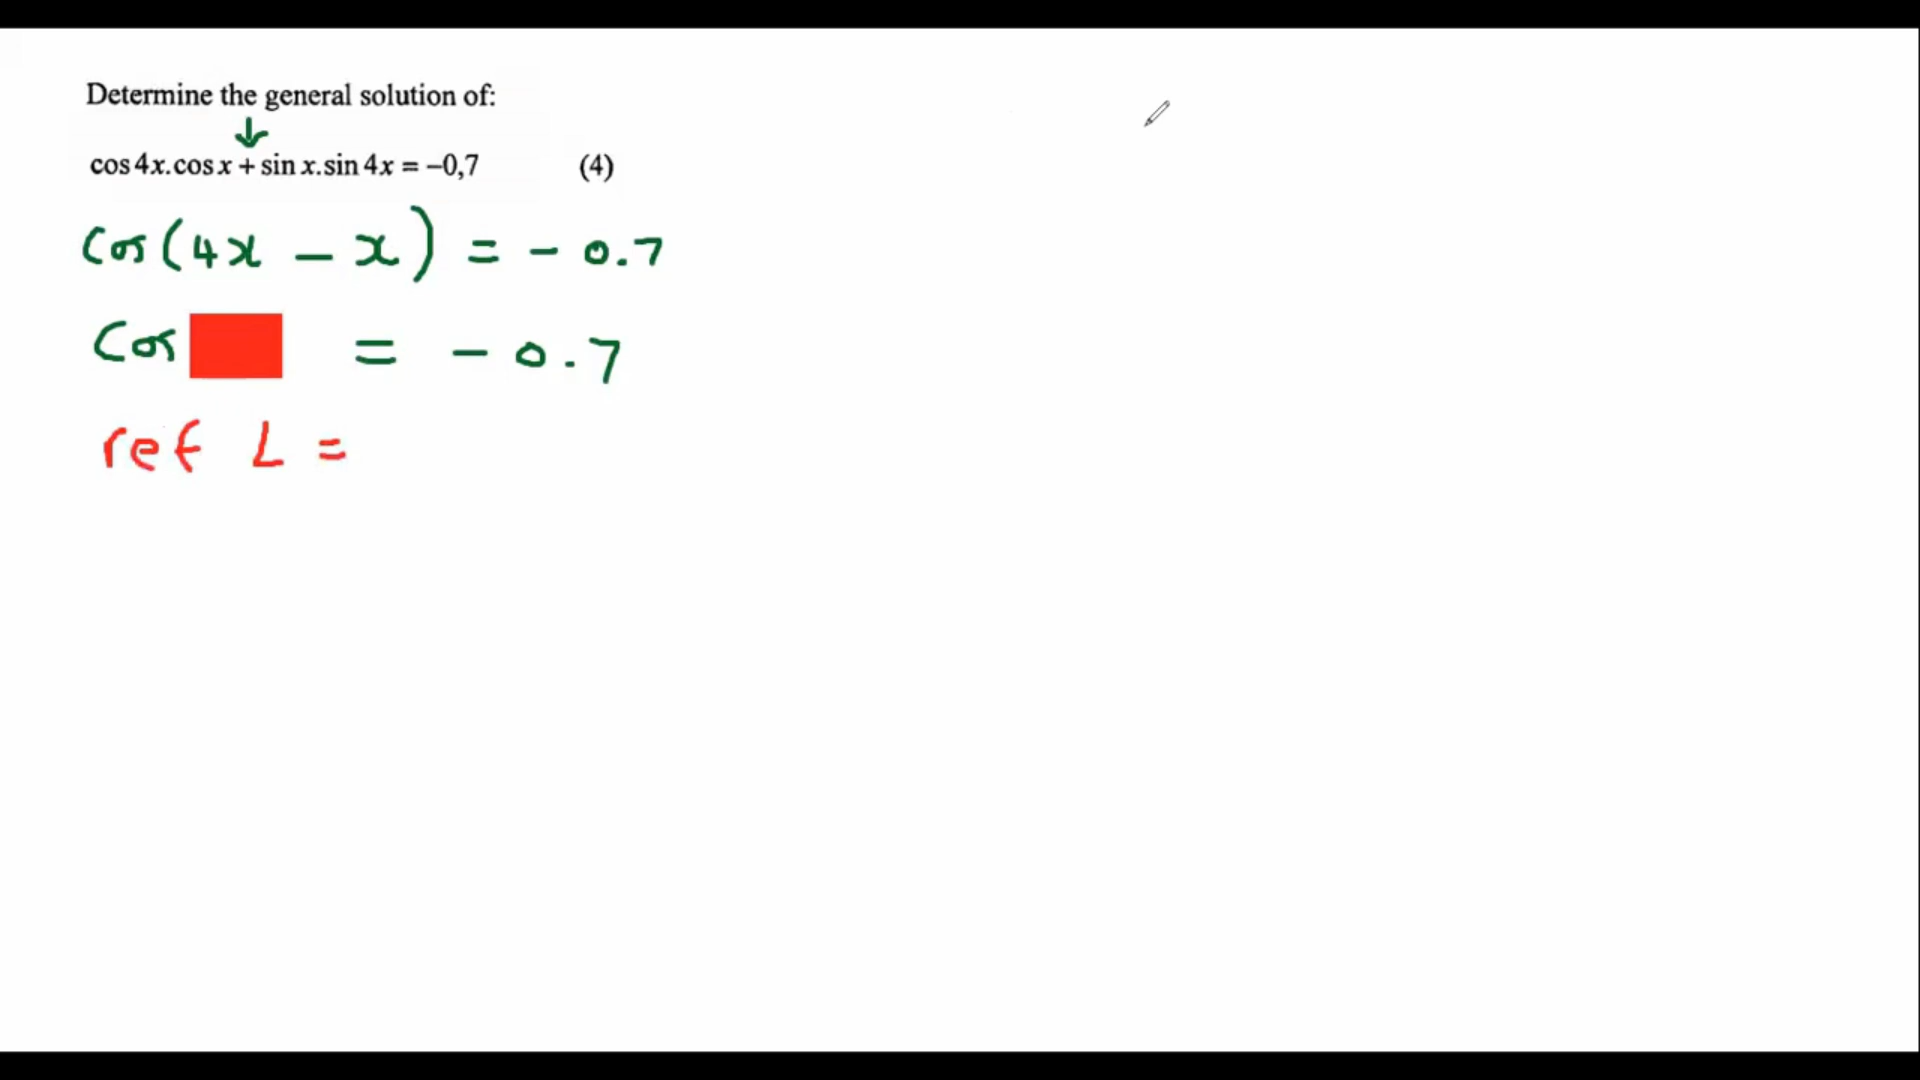 Determine the general solution of:
cos 4x.cos x + sin x.sin 4x = –0,7 (4)
cos(4x – x) = – 0.7
cos = – 0.7
ref L =